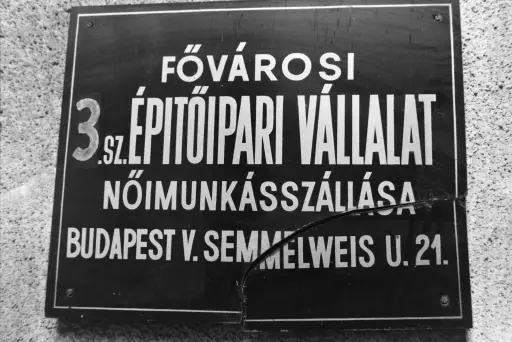 FŐVÁROSI
3.SZ.ÉPITŐIPARI VÁLLALAT
NŐIMUNKÁSSZÁLLÁSA
BUDAPEST V. SEMMELWEIS U. 21.